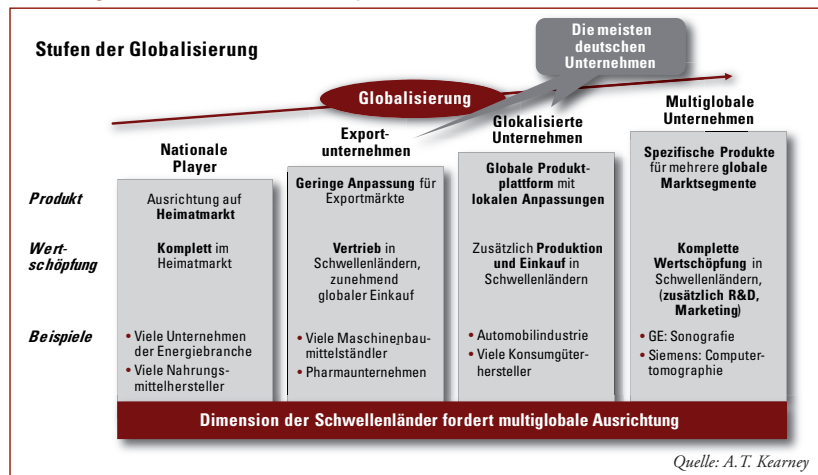 Stufen der Globalisierung
Die meisten
deutschen
Unternehmen
Globalisierung
Nationale
Player
Export-
unternehmen
Glokalisierte
Unternehmen
Multiglobale
Unternehmen
Produkt
Ausrichtung auf
Heimatmarkt
Geringe Anpassung für
Exportmärkte
Globale Produkt-
plattform mit
lokalen Anpassungen
Spezifische Produkte
für mehrere globale
Marktsegmente
Wert-
schöpfung
Komplett im
Heimatmarkt
Vertrieb in
Schwellenländern,
zunehmend
globaler Einkauf
Zusätzlich Produktion
und Einkauf in
Schwellenländern
Komplette
Wertschöpfung in
Schwellenländern,
(zusätzlich R&D,
Marketing)
Beispiele
• Viele Unternehmen
der Energiebranche
• Viele Nahrungs-
mittelhersteller
• Viele Maschinenbau-
mittelständler
• Pharmaunternehmen
• Automobilindustrie
• Viele Konsumgüter-
hersteller
• GE: Sonografie
• Siemens: Computer-
tomographie
Dimension der Schwellenländer fordert multiglobale Ausrichtung
Quelle: A.T. Kearney